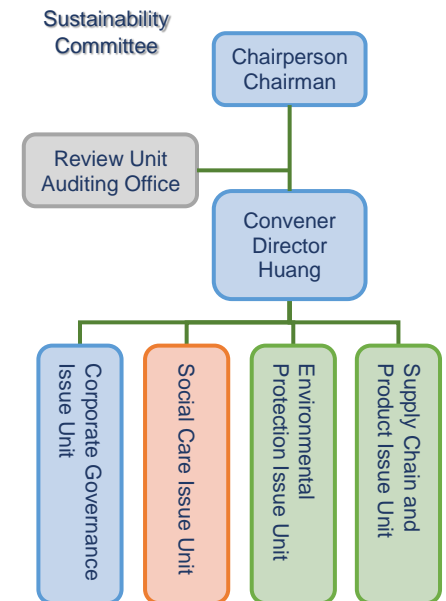 Sustainability
Committee
Chairperson
Chairman
Review Unit
Auditing Office
Convener
Director
Huang
Corporate Governance
Issue Unit
Social Care Issue Unit
Environmental
Protection Issue Unit
Supply Chain and
Product Issue Unit